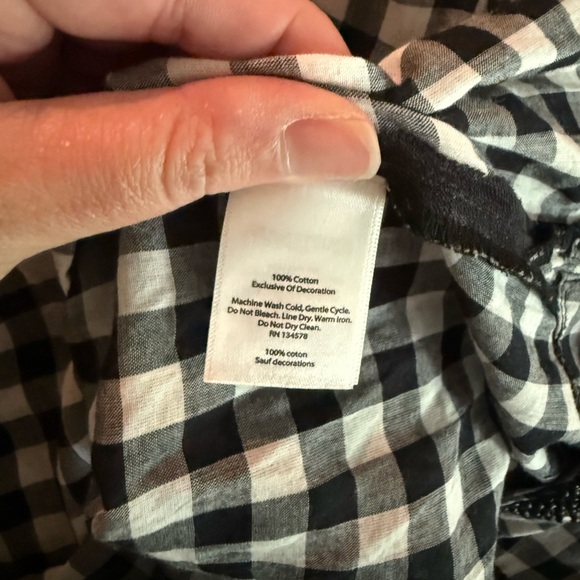 100% Cotton
Exclusive Of Decoration
Machine Wash Cold, Gentle Cycle.
Do Not Bleach. Line Dry. Warm Iron.
Do Not Dry Clean.
RN 134578
100% cotton
Sauf decorations